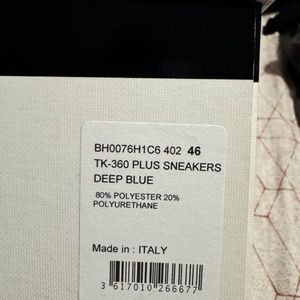 BH0076H1C6 402 46
TK-360 PLUS SNEAKERS
DEEP BLUE
80% POLYESTER 20%
POLYURETHANE
Made in : ITALY
3 617010 266677